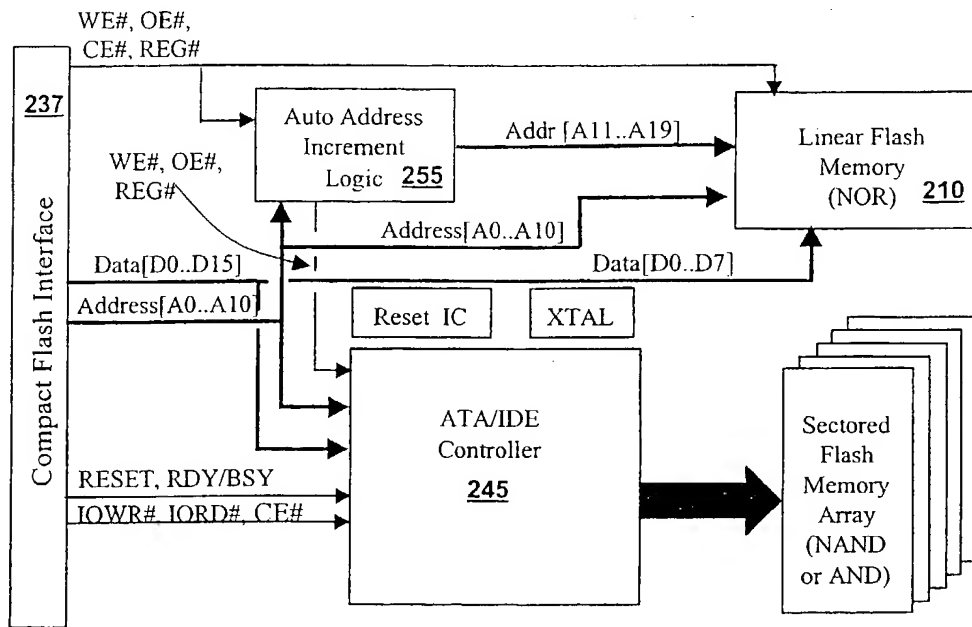 WE#, OE#,
CE#, REG#
237
Compact Flash Interface
Auto Address
Increment
Logic 255
WE#, OE#,
REG#
Addr [A11..A19]
Linear Flash
Memory
(NOR) 210
Address[A0..A10]
Data[D0..D15]
Data[D0..D7]
Address[A0..A10]
Reset IC
XTAL
ATA/IDE
Controller
245
RESET, RDY/BSY
IOWR#, IORD#, CE#
Sectored
Flash
Memory
Array
(NAND
or AND)